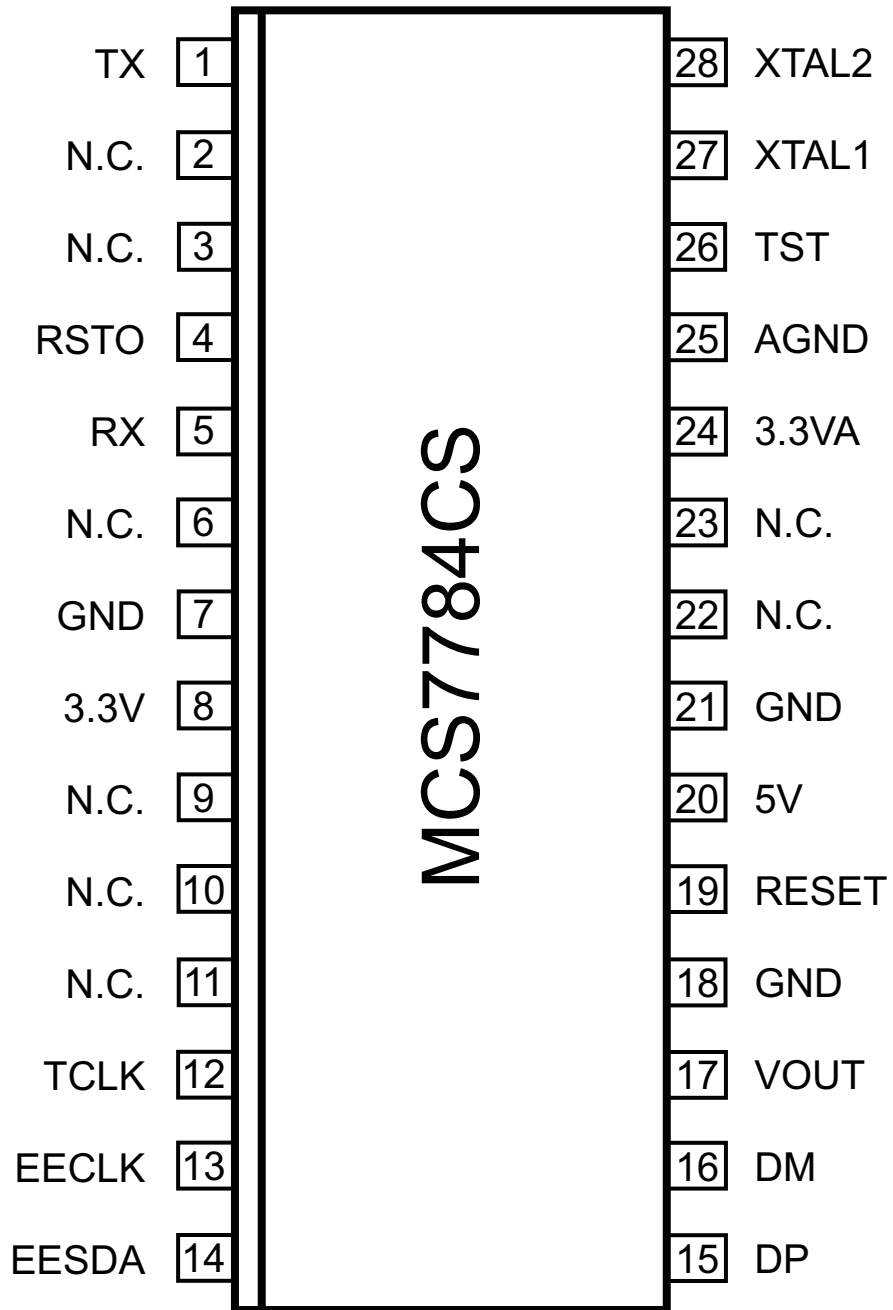 TX 1
N.C. 2
N.C. 3
RSTO 4
RX 5
N.C. 6
GND 7
3.3V 8
N.C. 9
N.C. 10
N.C. 11
TCLK 12
EECLK 13
EESDA 14
MCS7784CS
28 XTAL2
27 XTAL1
26 TST
25 AGND
24 3.3VA
23 N.C.
22 N.C.
21 GND
20 5V
19 RESET
18 GND
17 VOUT
16 DM
15 DP